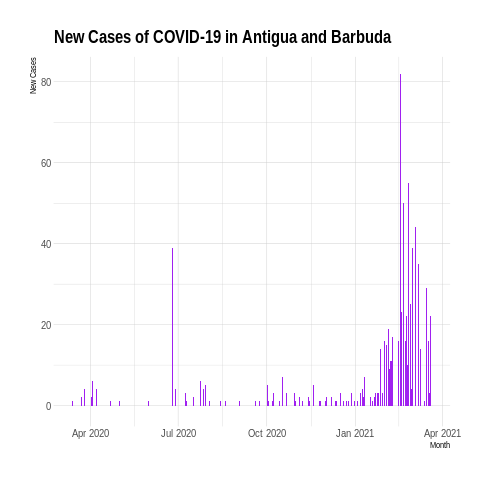 New Cases of COVID-19 in Antigua and Barbuda
New Cases
80
60
40
20
0
Apr 2020
Jul 2020
Oct 2020
Jan 2021
Apr 2021
Month